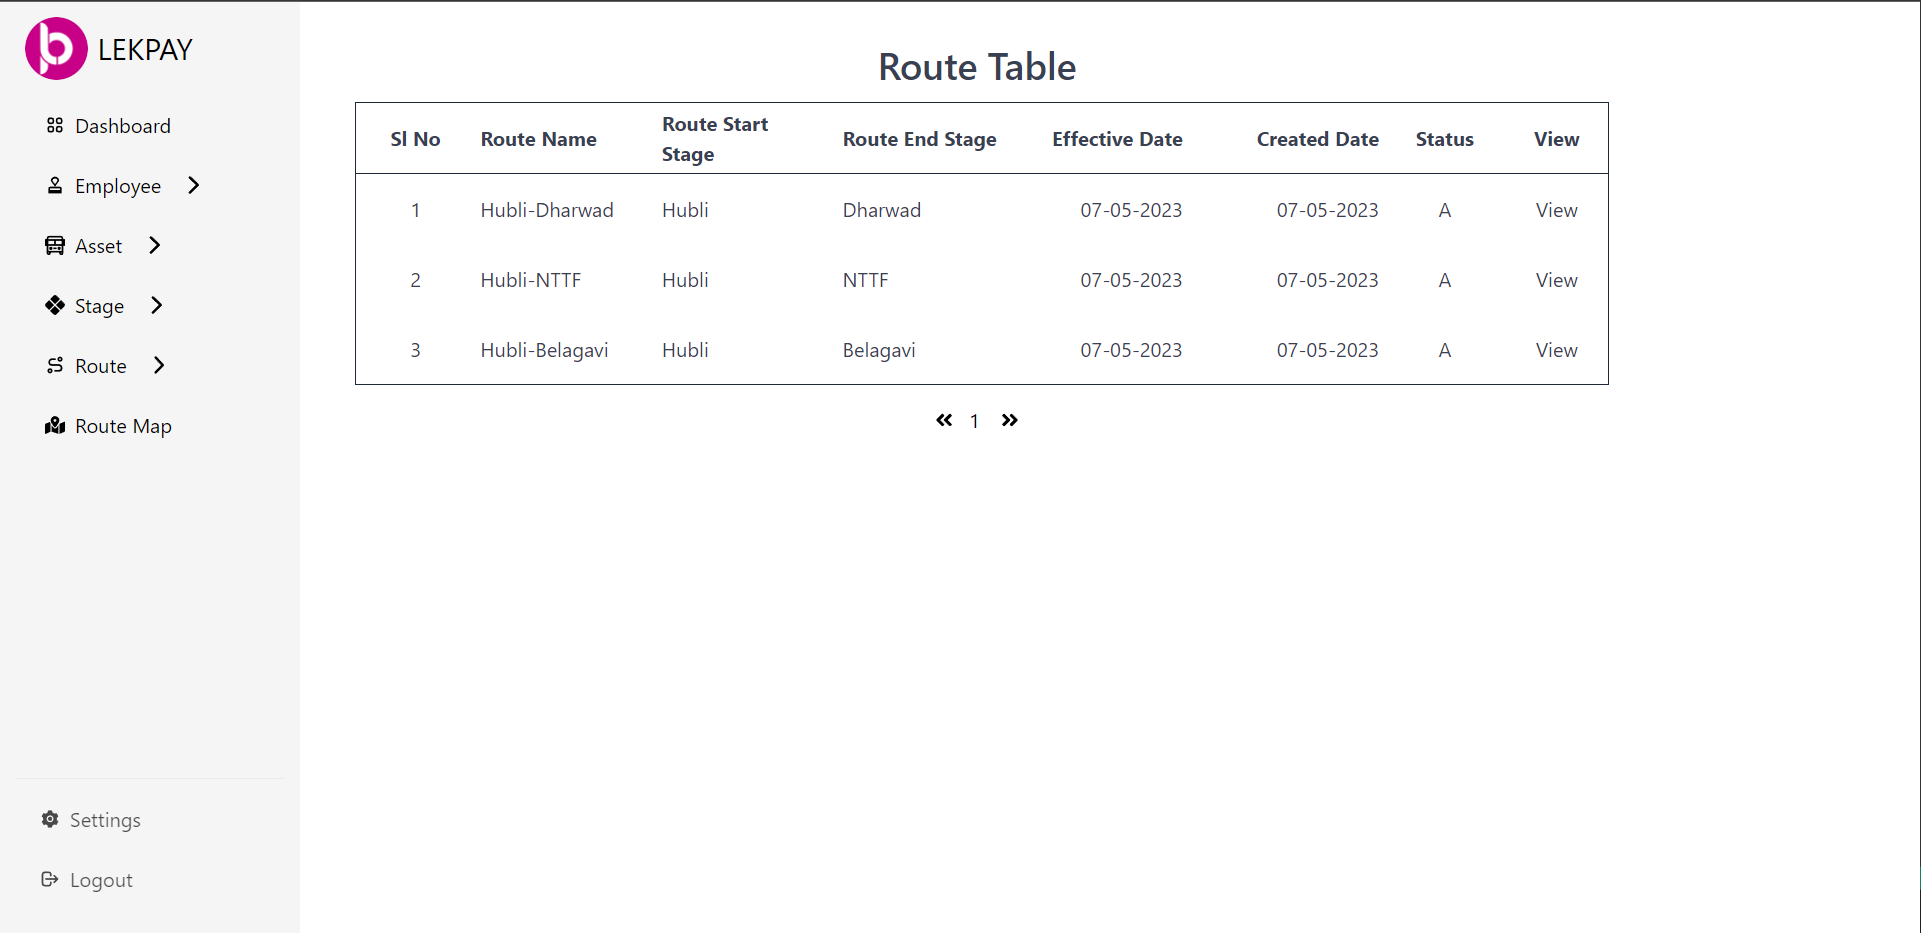 LEKPAY
Dashboard
Employee
Asset
Stage
Route
Route Map
Settings
Logout
Route Table
Sl No Route Name Route Start Stage Route End Stage Effective Date Created Date Status View
1 Hubli-Dharwad Hubli Dharwad 07-05-2023 07-05-2023 A View
2 Hubli-NTTF Hubli NTTF 07-05-2023 07-05-2023 A View
3 Hubli-Belagavi Hubli Belagavi 07-05-2023 07-05-2023 A View
« 1 »